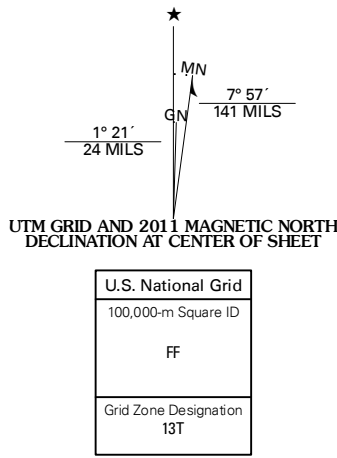 ★
MN
GN
7° 57´
141 MILS
1° 21´
24 MILS
UTM GRID AND 2011 MAGNETIC NORTH
DECLINATION AT CENTER OF SHEET
U.S. National Grid
100,000-m Square ID
FF
Grid Zone Designation
13T